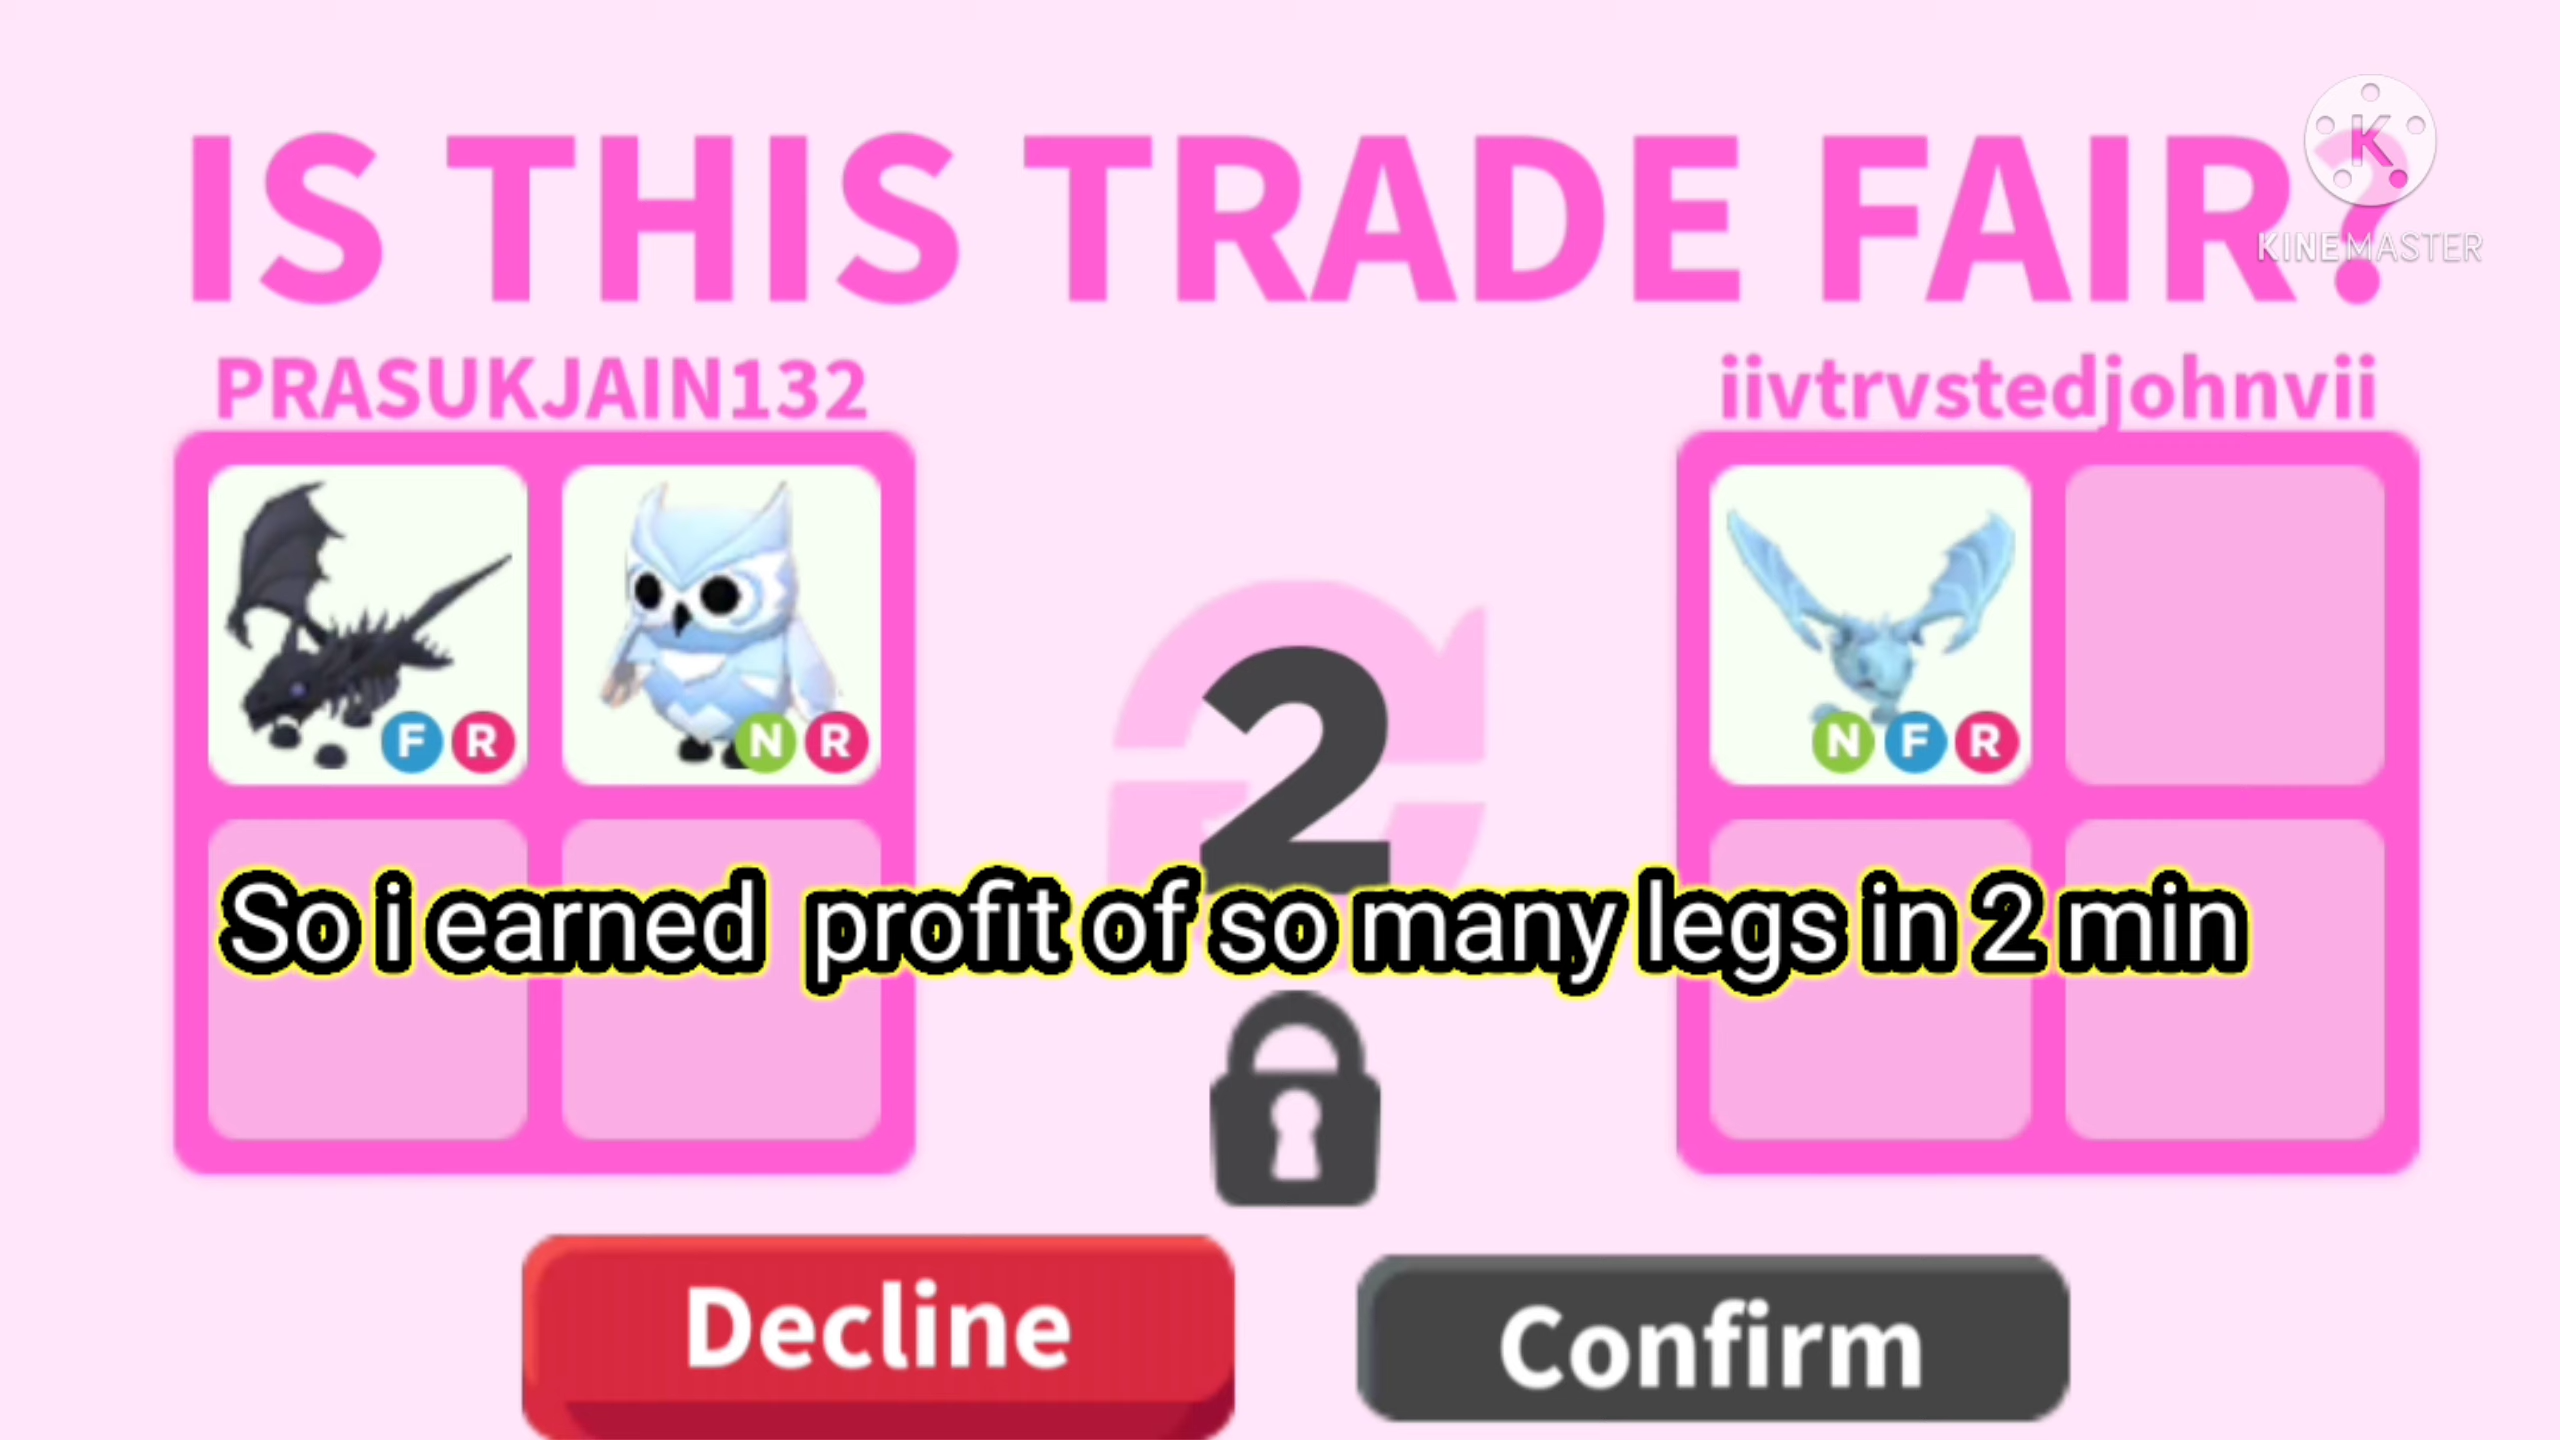 IS THIS TRADE FAIR?
K
KINEMASTER
PRASUKJAIN132
iivtrvstedjohnvii
F R
N R
2
N F R
So i earned profit of so many legs in 2 min
Decline
Confirm